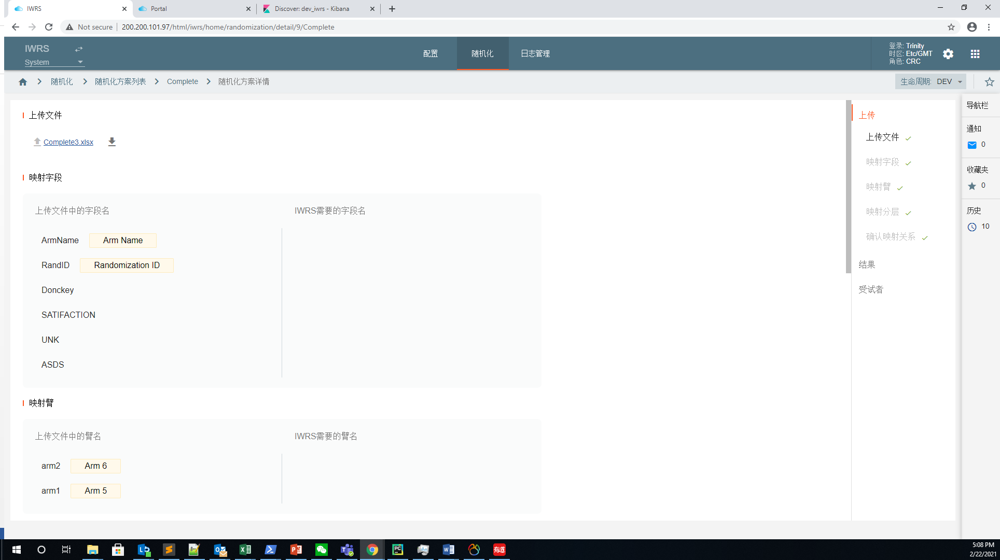 IWRS
Portal
Discover: dev_iwrs - Kibana
Not secure
200.200.101.97/html/iwrs/home/randomization/detail/9/Complete
IWRS
System
配置
随机化
日志管理
登录: Trinity
时区: Etc/GMT
角色: CRC
随机化
随机化方案列表
Complete
随机化方案详情
生命周期: DEV
上传文件
Complete3.xlsx
映射字段
上传文件中的字段名
IWRS需要的字段名
ArmName
Arm Name
RandID
Randomization ID
Donckey
SATIFACTION
UNK
ASDS
映射臂
上传文件中的臂名
IWRS需要的臂名
arm2
Arm 6
arm1
Arm 5
上传
上传文件
映射字段
映射臂
映射分层
确认映射关系
结果
受试者
导航栏
通知
0
收藏夹
0
历史
10
有道
5:08 PM
2/22/2021